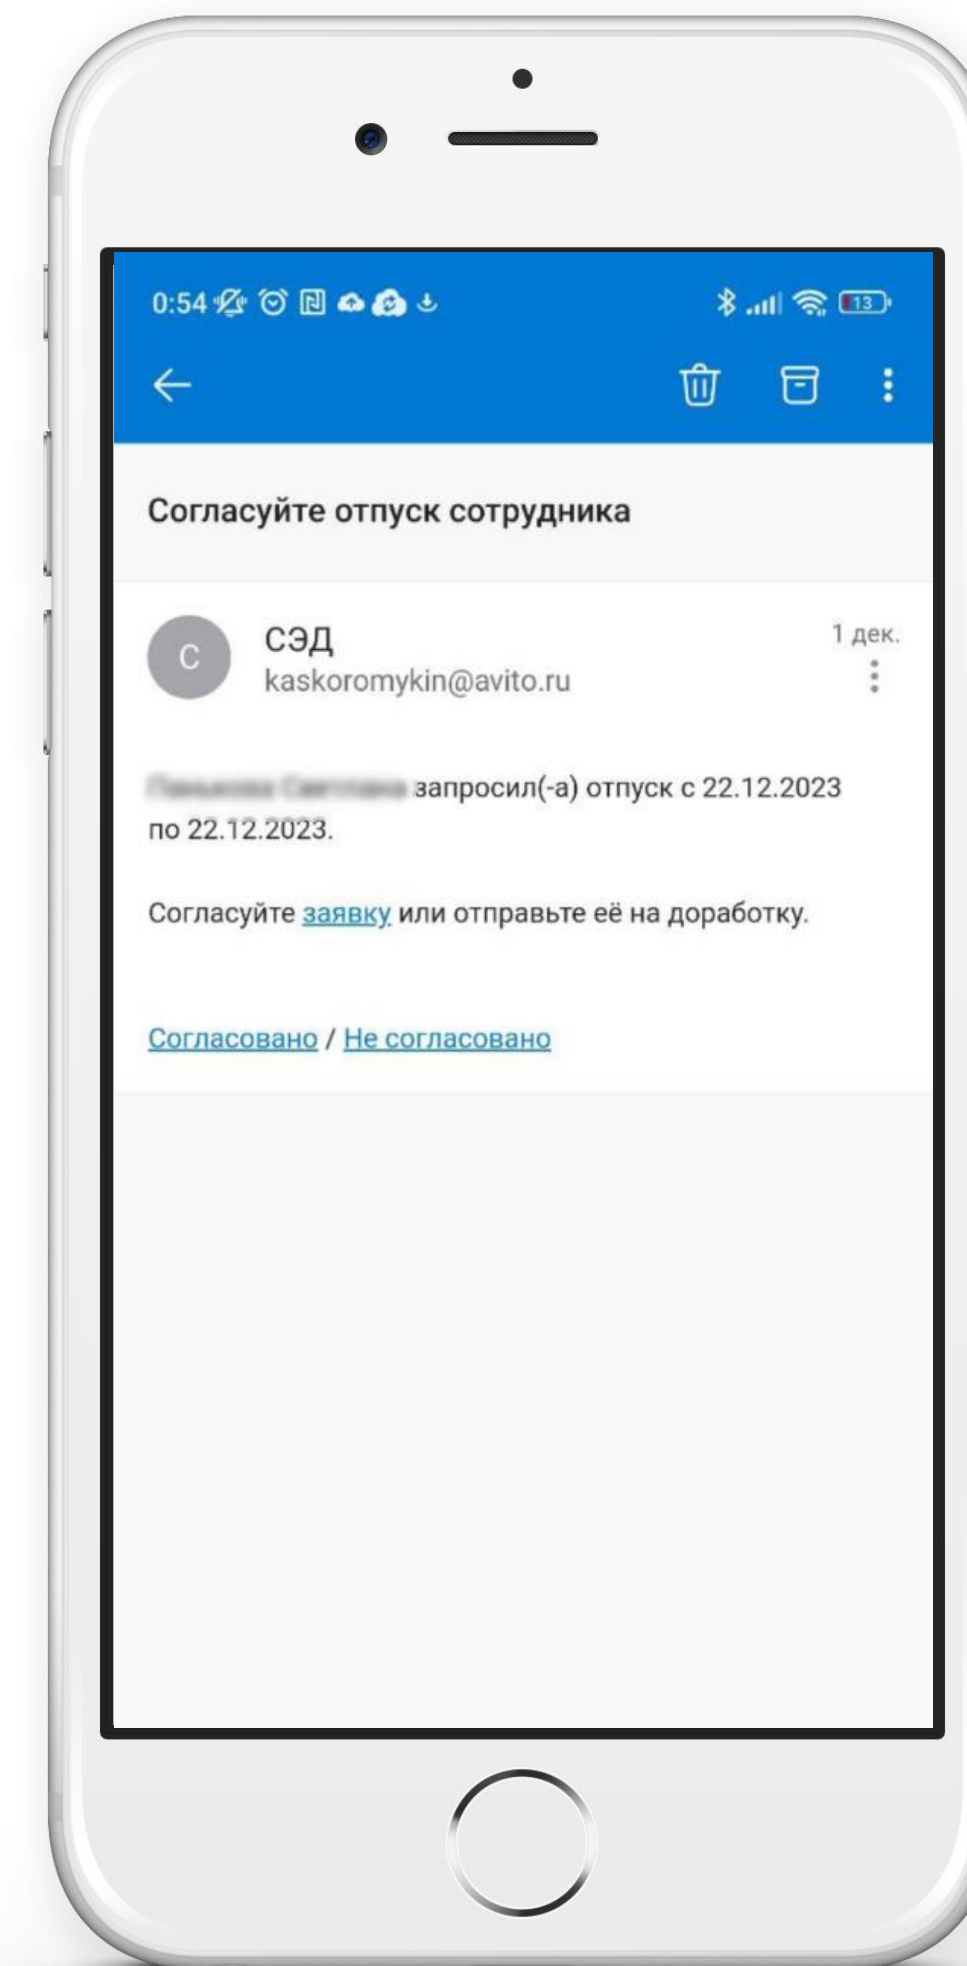 0:54
13
Согласуйте отпуск сотрудника
С
СЭД
1 дек.
kaskoromykin@avito.ru
запросил(-а) отпуск с 22.12.2023
по 22.12.2023.
Согласуйте заявку или отправьте её на доработку.
Согласовано / Не согласовано